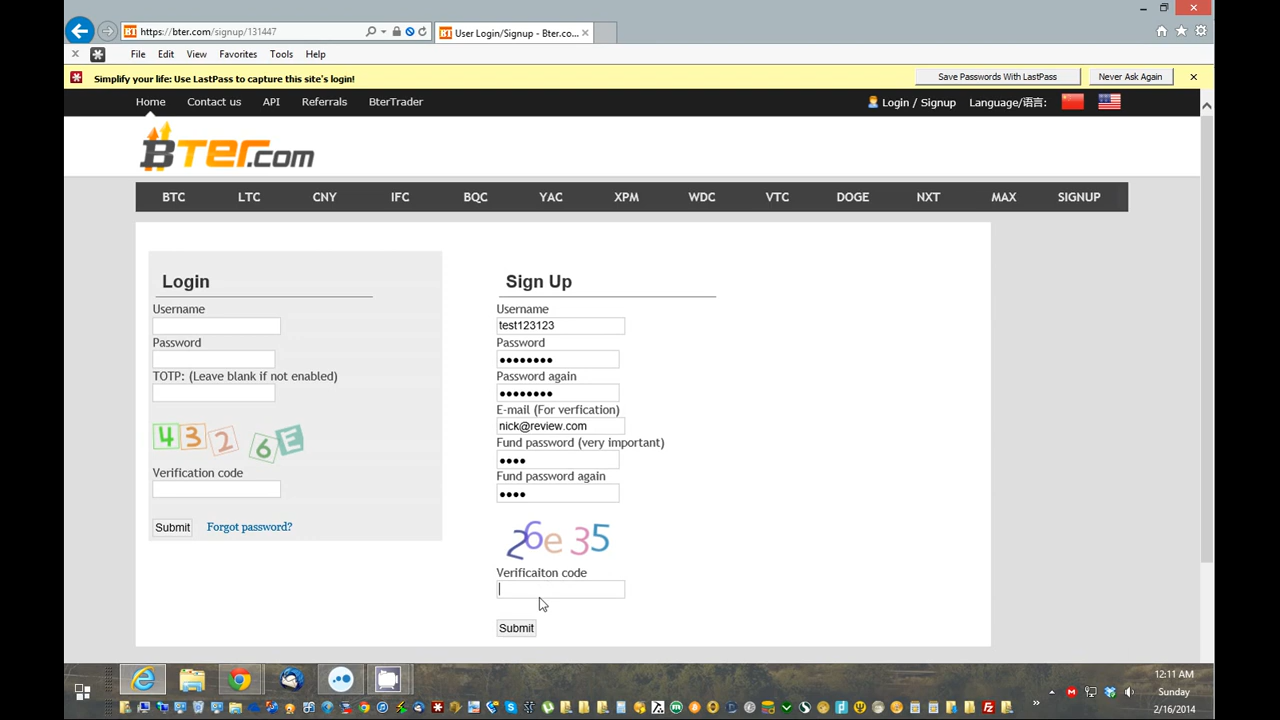 https://bter.com/signup/131447
User Login/Signup - Bter.co...
File Edit View Favorites Tools Help
Simplify your life: Use LastPass to capture this site's login!
Save Passwords With LastPass
Never Ask Again
Home Contact us API Referrals BterTrader
Login / Signup Language/语言:
BTer.com
BTC LTC CNY IFC BQC YAC XPM WDC VTC DOGE NXT MAX SIGNUP
Login
Username
Password
TOTP: (Leave blank if not enabled)
4 3 2 6 E
Verification code
Submit Forgot password?
Sign Up
Username
test123123
Password
••••••••
Password again
••••••••
E-mail (For verfication)
nick@review.com
Fund password (very important)
••••
Fund password again
••••
26e35
Verificaiton code
Submit
12:11 AM
Sunday
2/16/2014